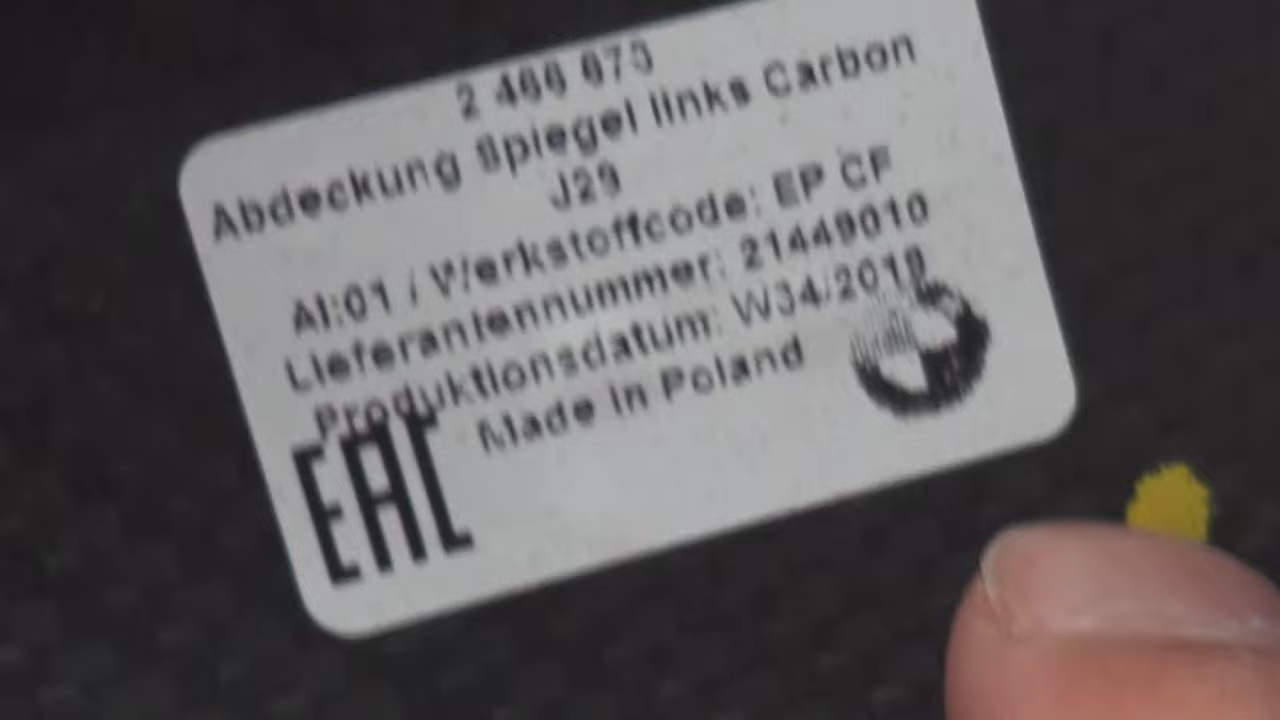 2 466 673
Abdeckung Spiegel links Carbon
J29
AI:01 / Werkstoffcode: EP CF
Lieferantennummer: 21449010
Produktionsdatum: W34/2019
Made in Poland
EAC